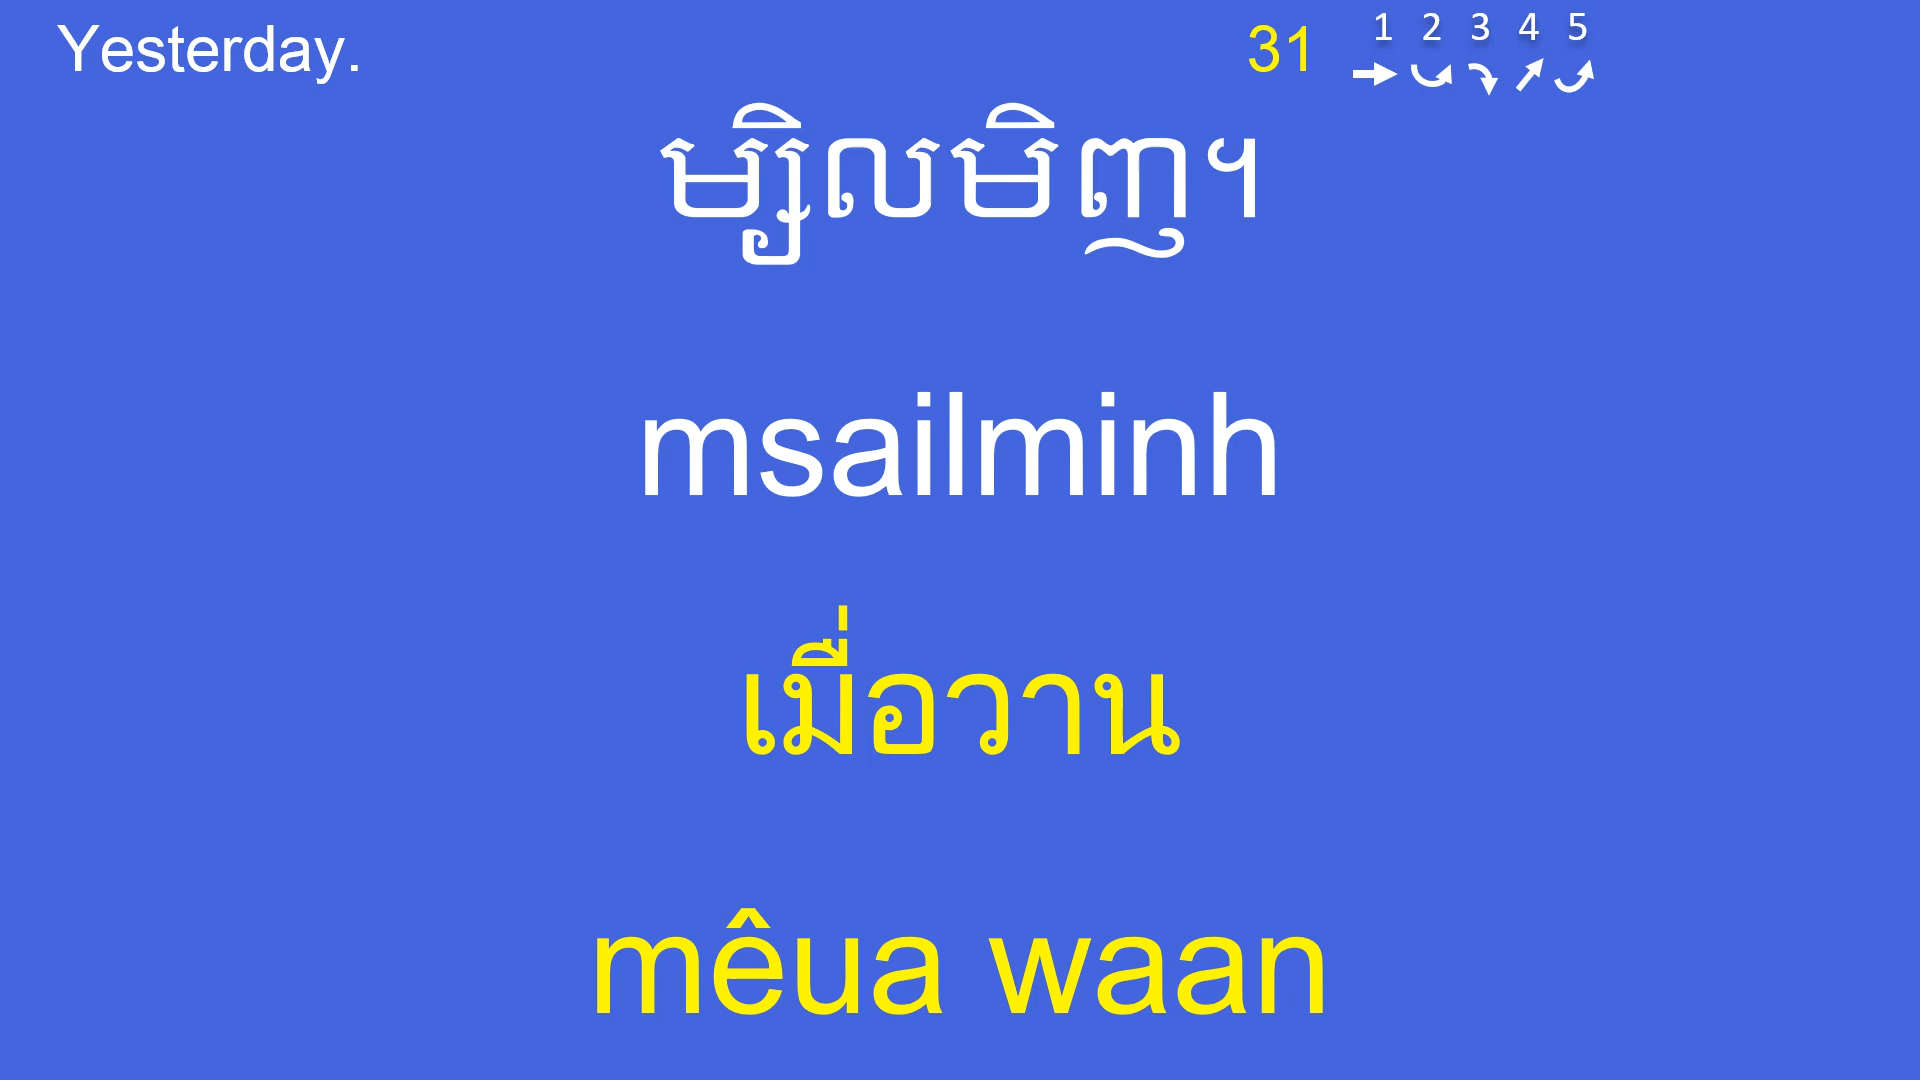 Yesterday.
31
1 2 3 4 5
ម្សិលមិញ។
msailminh
เมื่อวาน
mêua waan